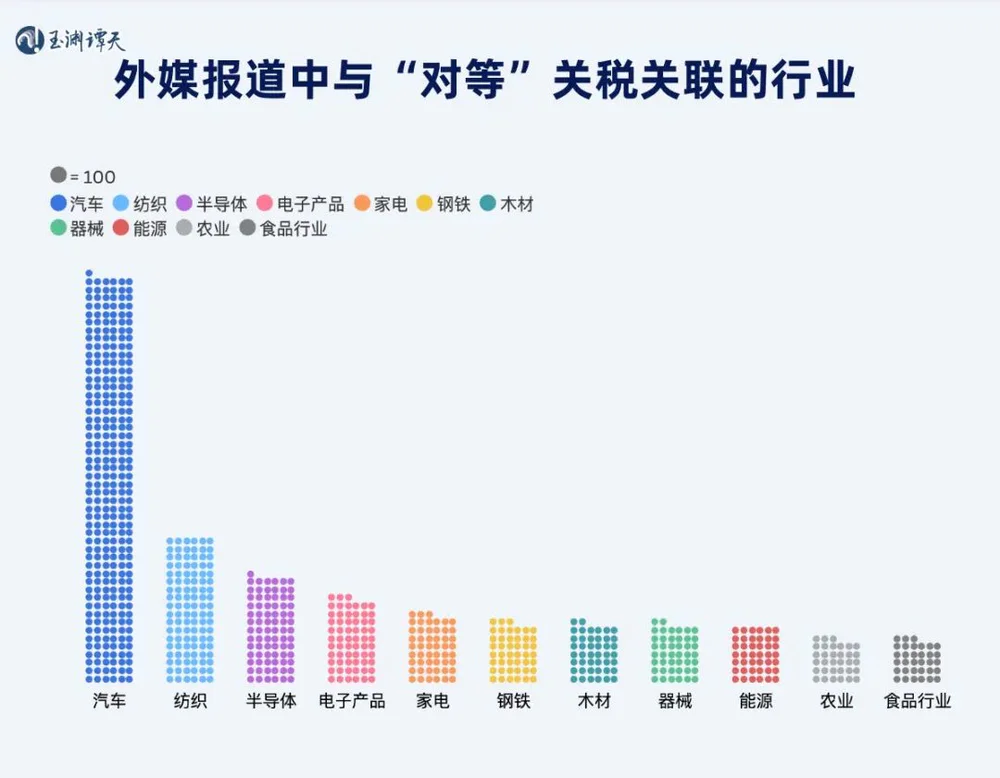 玉渊谭天
外媒报道中与“对等”关税关联的行业
= 100
汽车 纺织 半导体 电子产品 家电 钢铁 木材
器械 能源 农业 食品行业
汽车 纺织 半导体 电子产品 家电 钢铁 木材 器械 能源 农业 食品行业